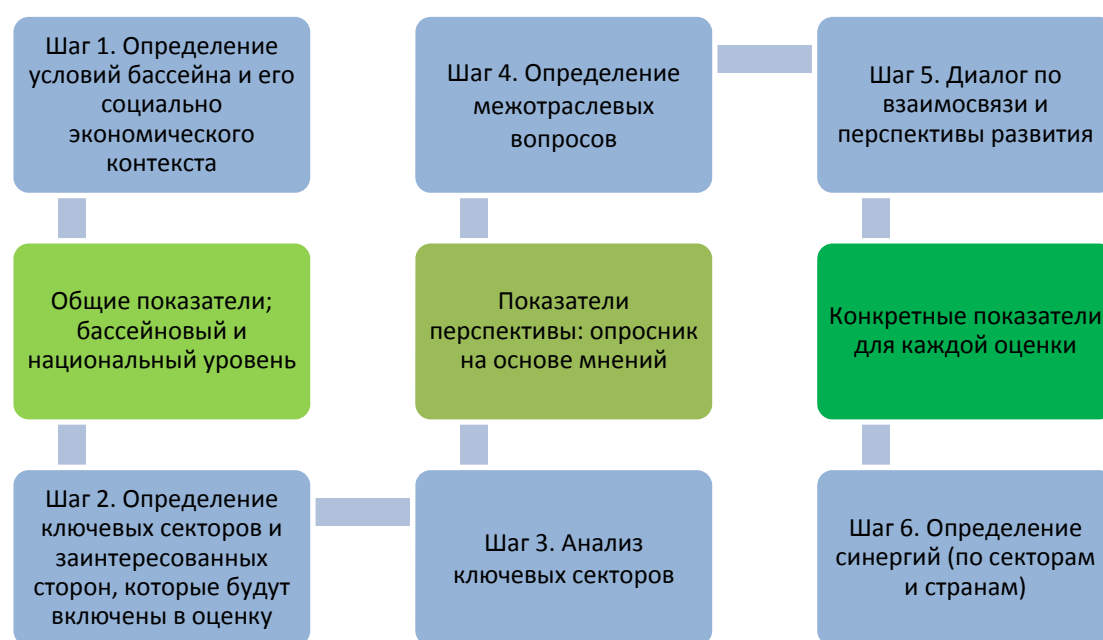 Шаг 1. Определение
условий бассейна и его
социально
экономического
контекста
Общие показатели;
бассейновый и
национальный уровень
Шаг 2. Определение
ключевых секторов и
заинтересованных
сторон, которые будут
включены в оценку
Шаг 3. Анализ
ключевых секторов
Показатели
перспективы: опросник
на основе мнений
Шаг 4. Определение
межотраслевых
вопросов
Шаг 5. Диалог по
взаимосвязи и
перспективы развития
Конкретные показатели
для каждой оценки
Шаг 6. Определение
синергий (по секторам
и странам)